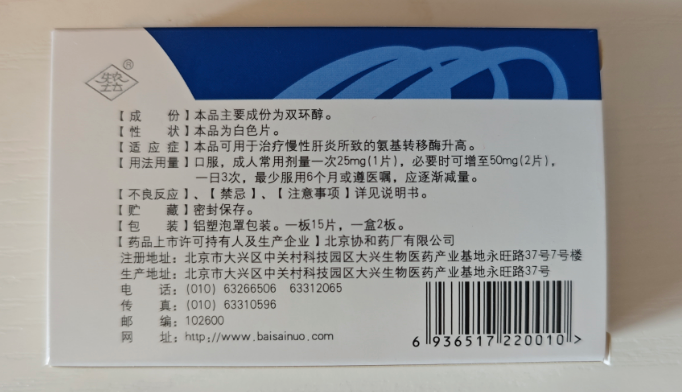 ®
【成　　份】本品主要成份为双环醇。
【性　　状】本品为白色片。
【适 应 症】本品可用于治疗慢性肝炎所致的氨基转移酶升高。
【用法用量】口服，成人常用剂量一次25mg(1片)，必要时可增至50mg(2片)，
一日3次，最少服用6个月或遵医嘱，应逐渐减量。
【不良反应】、【禁忌】、【注意事项】详见说明书。
【贮　　藏】密封保存。
【包　　装】铝塑泡罩包装。一板15片，一盒2板。
【药品上市许可持有人及生产企业】北京协和药厂有限公司
注册地址：北京市大兴区中关村科技园区大兴生物医药产业基地永旺路37号7号楼
生产地址：北京市大兴区中关村科技园区大兴生物医药产业基地永旺路37号
电　　话：(010) 63266506　63312065
传　　真：(010) 63310596
邮　　编：102600
网　　址：http://www.baisainuo.com
6 936517 220010 >